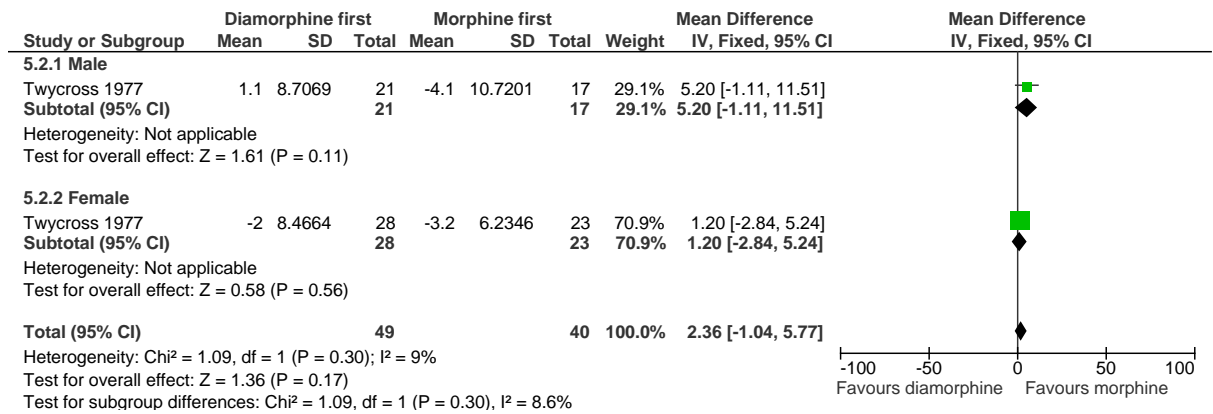 Diamorphine first Morphine first Mean Difference Mean Difference
Study or Subgroup Mean SD Total Mean SD Total Weight IV, Fixed, 95% CI IV, Fixed, 95% CI
5.2.1 Male
Twycross 1977 1.1 8.7069 21 -4.1 10.7201 17 29.1% 5.20 [-1.11, 11.51]
Subtotal (95% CI) 21 17 29.1% 5.20 [-1.11, 11.51]
Heterogeneity: Not applicable
Test for overall effect: Z = 1.61 (P = 0.11)
5.2.2 Female
Twycross 1977 -2 8.4664 28 -3.2 6.2346 23 70.9% 1.20 [-2.84, 5.24]
Subtotal (95% CI) 28 23 70.9% 1.20 [-2.84, 5.24]
Heterogeneity: Not applicable
Test for overall effect: Z = 0.58 (P = 0.56)
Total (95% CI) 49 40 100.0% 2.36 [-1.04, 5.77]
Heterogeneity: Chi² = 1.09, df = 1 (P = 0.30); I² = 9%
Test for overall effect: Z = 1.36 (P = 0.17)
Test for subgroup differences: Chi² = 1.09, df = 1 (P = 0.30), I² = 8.6%
-100 -50 0 50 100
Favours diamorphine Favours morphine